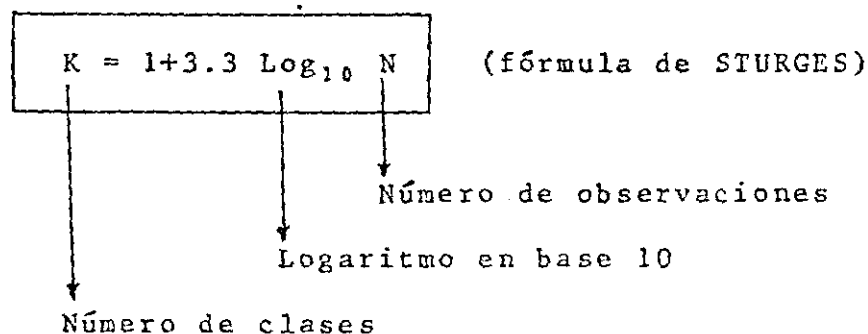 K = 1+3.3 Log₁₀ N (fórmula de STURGES)
Número de observaciones
Logaritmo en base 10
Número de clases